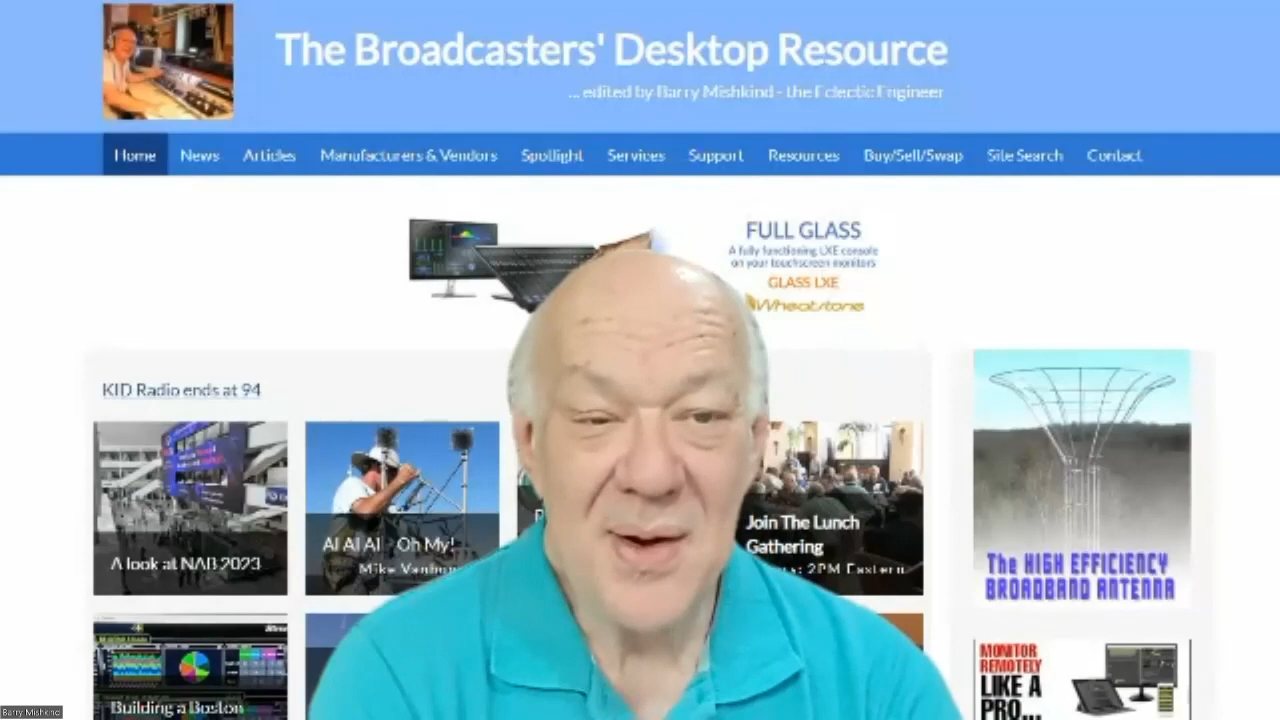 The Broadcasters' Desktop Resource
... edited by Barry Mishkind - the Eclectic Engineer
Home News Articles Manufacturers & Vendors Spotlight Services Support Resources Buy/Sell/Swap Site Search Contact
FULL GLASS
A fully functioning LXE console
on your touchscreen monitors
GLASS LXE
Wheatstone
KID Radio ends at 94
A look at NAB 2023
AI AI AI Oh My!
Mike
Join The Lunch
Gathering
2PM Eastern
The HIGH EFFICIENCY
BROADBAND ANTENNA
Building a Boston
MONITOR
REMOTELY
LIKE A
PRO...
Barry Mishkind